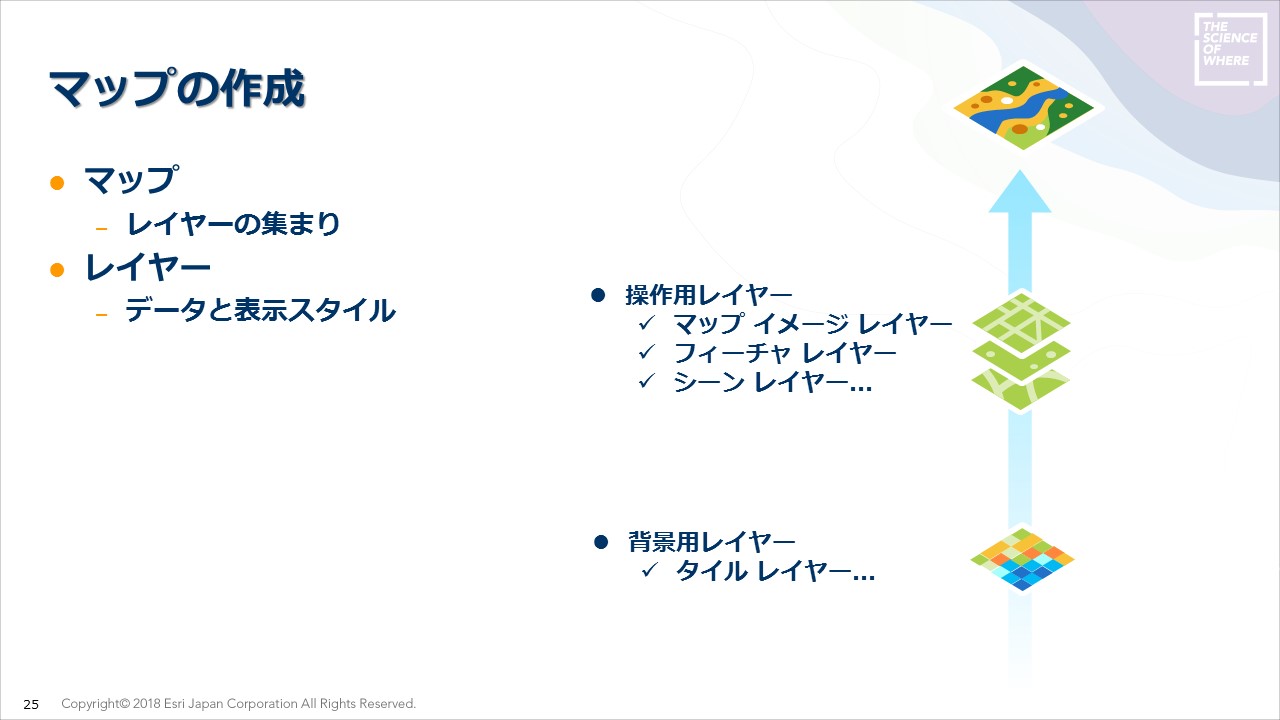 THE
SCIENCE
OF
WHERE
マップの作成
● マップ
– レイヤーの集まり
● レイヤー
– データと表示スタイル
● 操作用レイヤー
✓ マップ イメージ レイヤー
✓ フィーチャ レイヤー
✓ シーン レイヤー…
● 背景用レイヤー
✓ タイル レイヤー…
25 Copyright© 2018 Esri Japan Corporation All Rights Reserved.